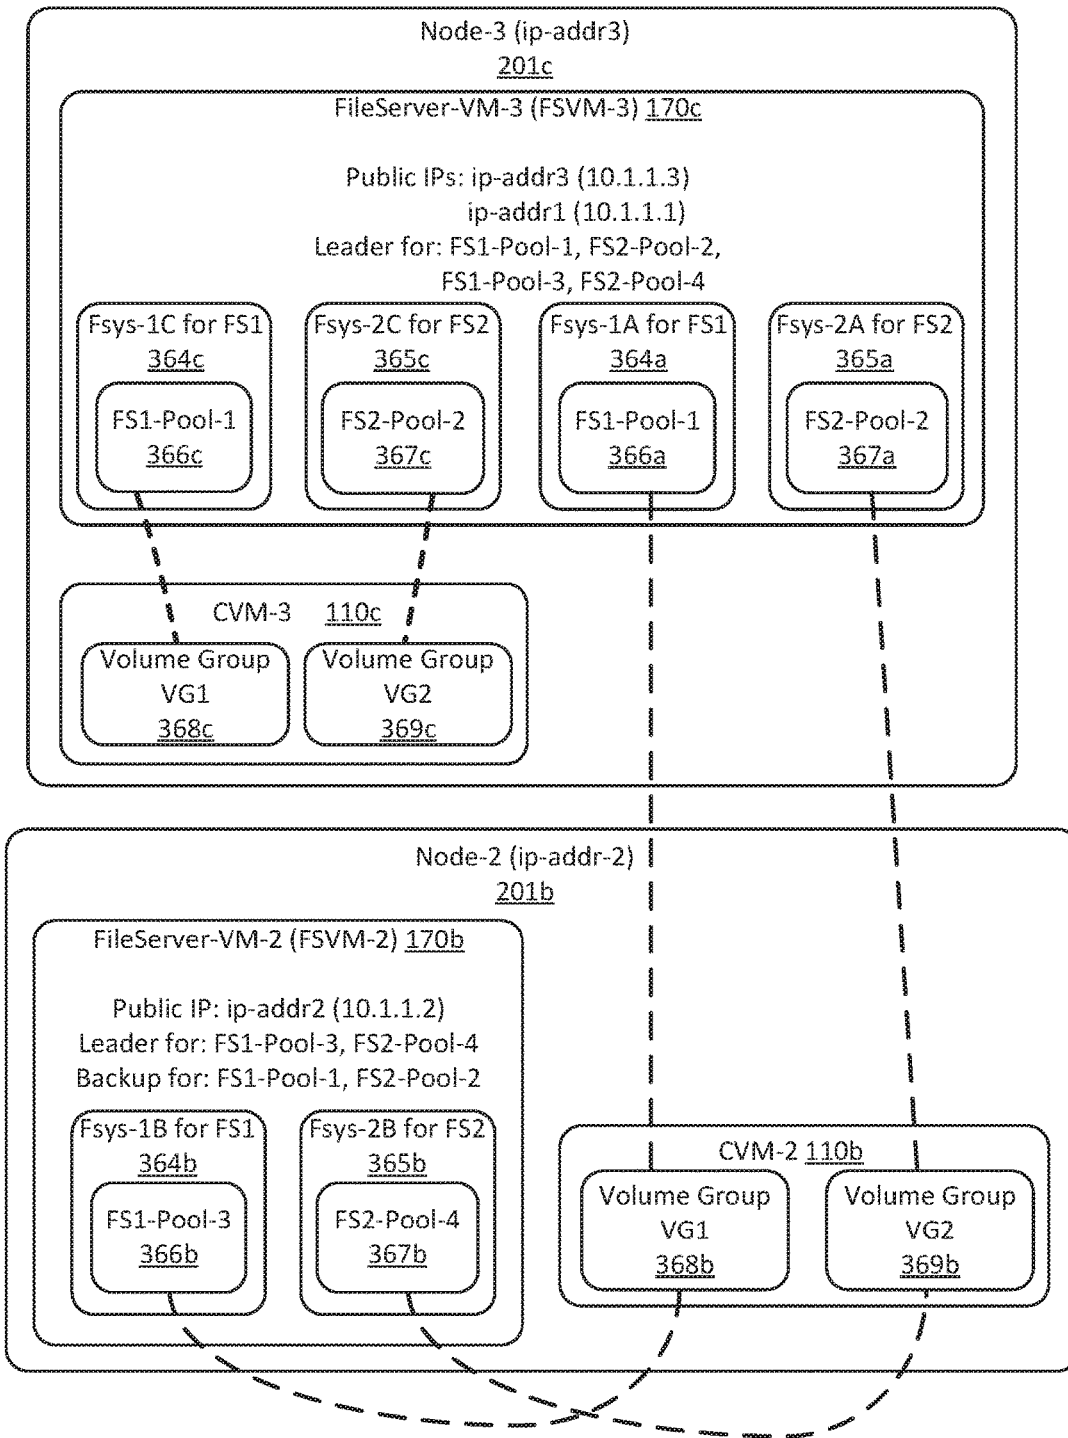 Node-3 (ip-addr3)
201c
FileServer-VM-3 (FSVM-3) 170c
Public IPs: ip-addr3 (10.1.1.3)
ip-addr1 (10.1.1.1)
Leader for: FS1-Pool-1, FS2-Pool-2,
FS1-Pool-3, FS2-Pool-4
Fsys-1C for FS1
364c
FS1-Pool-1
366c
Fsys-2C for FS2
365c
FS2-Pool-2
367c
Fsys-1A for FS1
364a
FS1-Pool-1
366a
Fsys-2A for FS2
365a
FS2-Pool-2
367a
CVM-3 110c
Volume Group
VG1
368c
Volume Group
VG2
369c
Node-2 (ip-addr-2)
201b
FileServer-VM-2 (FSVM-2) 170b
Public IP: ip-addr2 (10.1.1.2)
Leader for: FS1-Pool-3, FS2-Pool-4
Backup for: FS1-Pool-1, FS2-Pool-2
Fsys-1B for FS1
364b
FS1-Pool-3
366b
Fsys-2B for FS2
365b
FS2-Pool-4
367b
CVM-2 110b
Volume Group
VG1
368b
Volume Group
VG2
369b